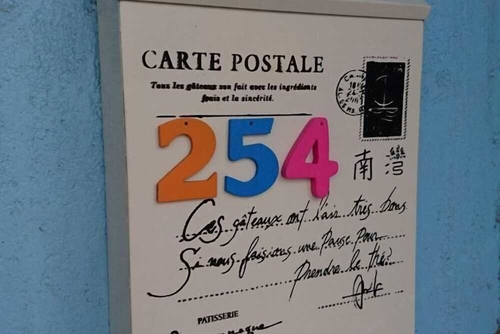 CARTE POSTALE
Tous les gâteaux son fait avec les ingrédients
frais et la sincérité.
254
南灣
Ces gâteaux ont l'air très bons
Si nous faisions une Pause Pour
Prendre le thé
PATISSERIE